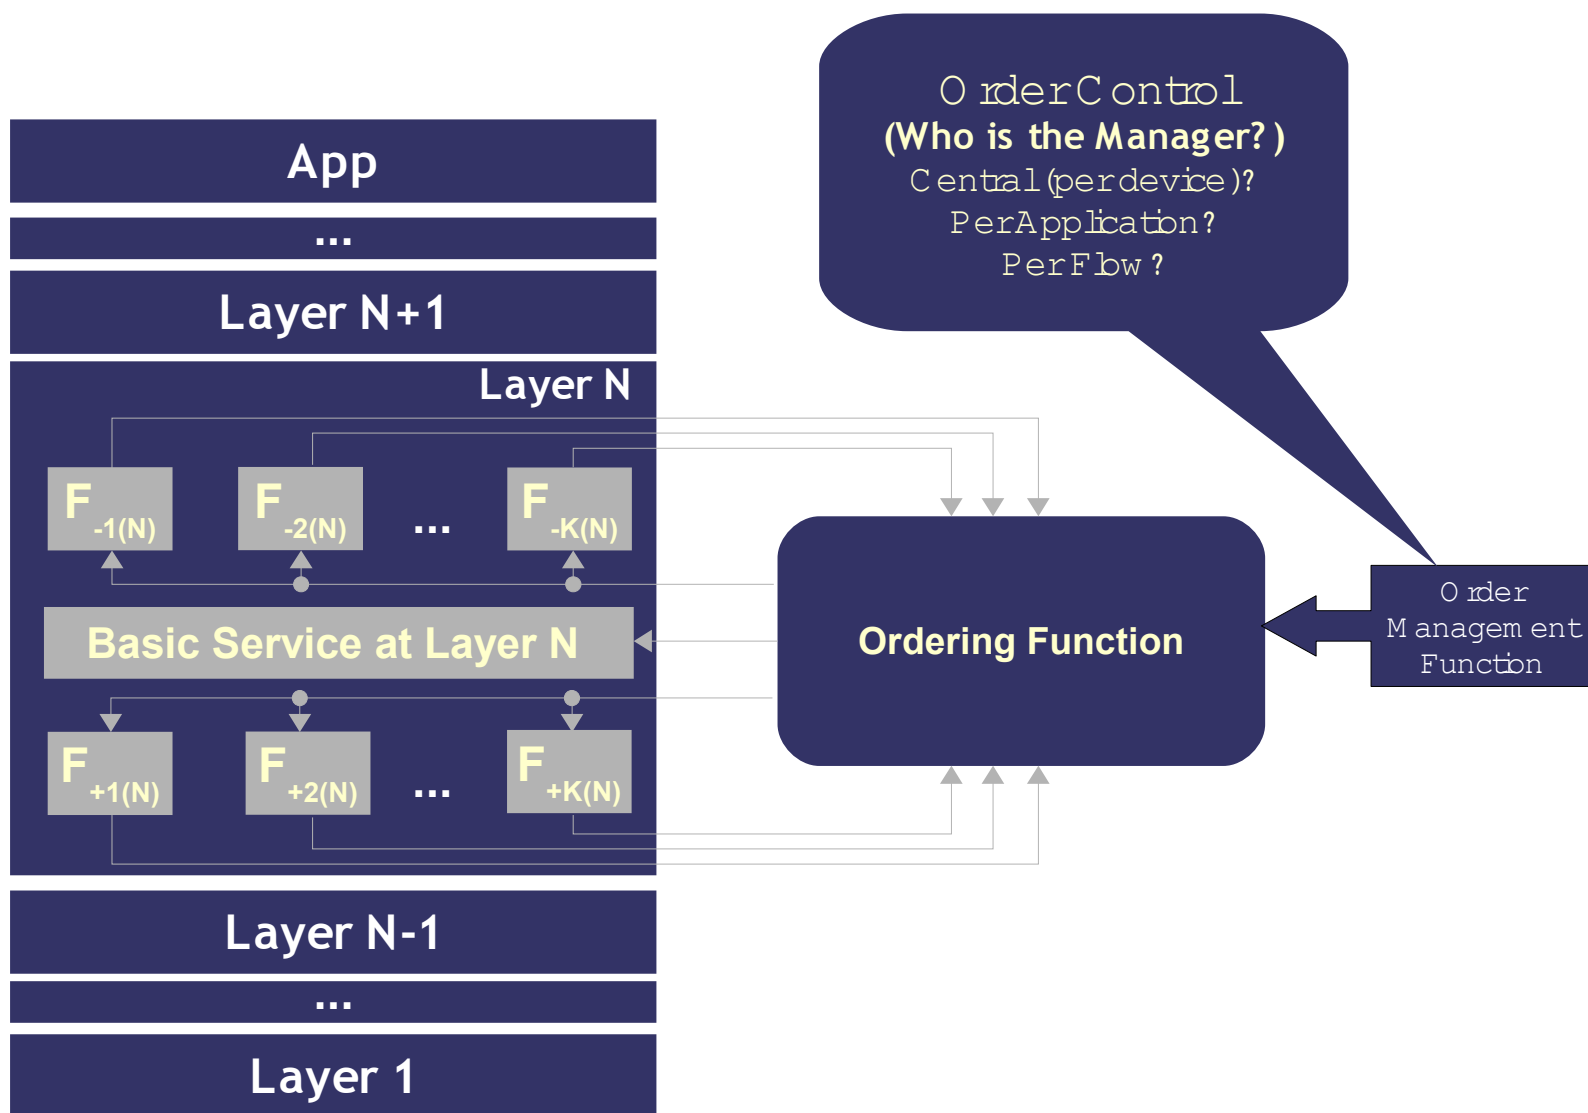 Order Control
(Who is the Manager?)
Central (per device)?
Per Application?
Per Flow?
App
...
Layer N+1
Layer N
F-1(N)
F-2(N)
...
F-K(N)
Basic Service at Layer N
F+1(N)
F+2(N)
...
F+K(N)
Ordering Function
Order
Management
Function
Layer N-1
...
Layer 1